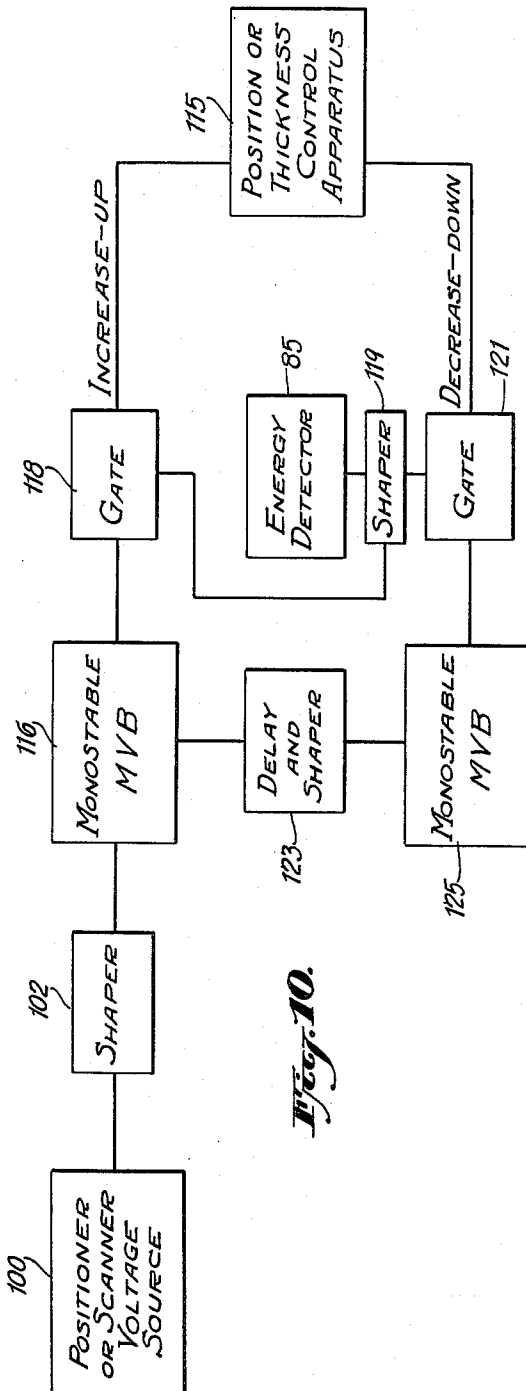 100
POSITIONER
OR SCANNER
VOLTAGE
SOURCE
102
SHAPER
116
MONOSTABLE
MVB
118
GATE
INCREASE-UP
115
POSITION OR
THICKNESS
CONTROL
APPARATUS
85
ENERGY
DETECTOR
119
SHAPER
123
DELAY
AND
SHAPER
125
MONOSTABLE
MVB
121
GATE
DECREASE-DOWN
Fig. 10.